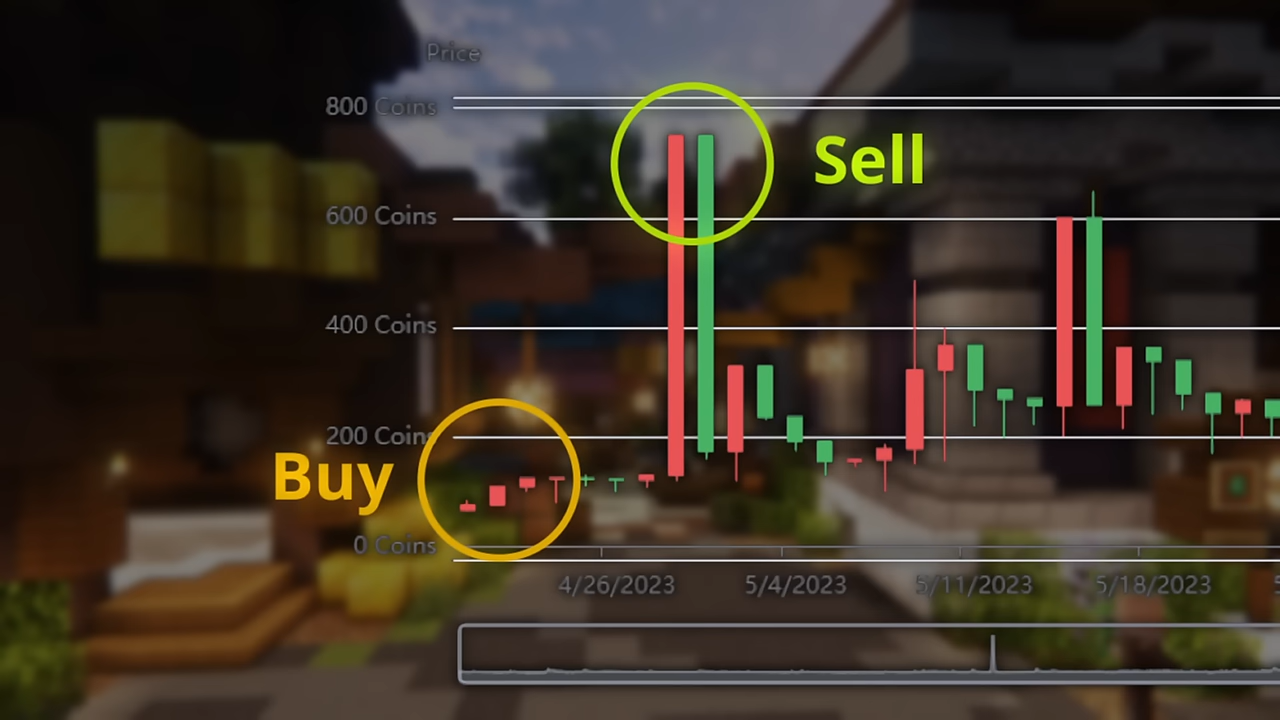 Price
800 Coins
Sell
600 Coins
400 Coins
200 Coins
Buy
0 Coins
4/26/2023
5/4/2023
5/11/2023
5/18/2023